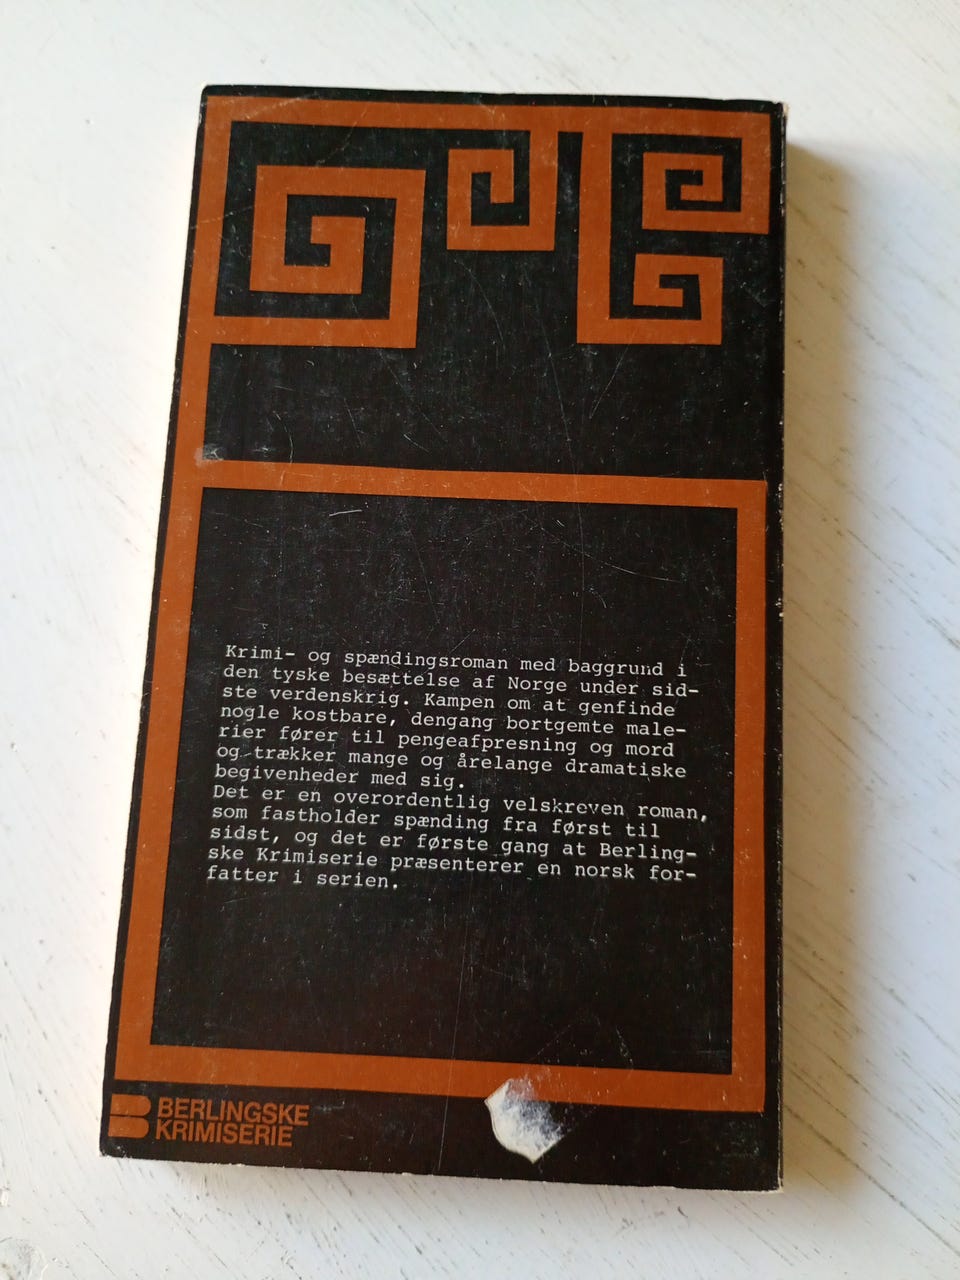 Krimi- og spændingsroman med baggrund i
den tyske besættelse af Norge under sid-
ste verdenskrig. Kampen om at genfinde
nogle kostbare, dengang bortgemte male-
rier fører til pengeafpresning og mord
og trækker mange og årelange dramatiske
begivenheder med sig.
Det er en overordentlig velskreven roman,
som fastholder spænding fra først til
sidst, og det er første gang at Berling-
ske Krimiserie præsenterer en norsk for-
fatter i serien.
BERLINGSKE
KRIMISERIE